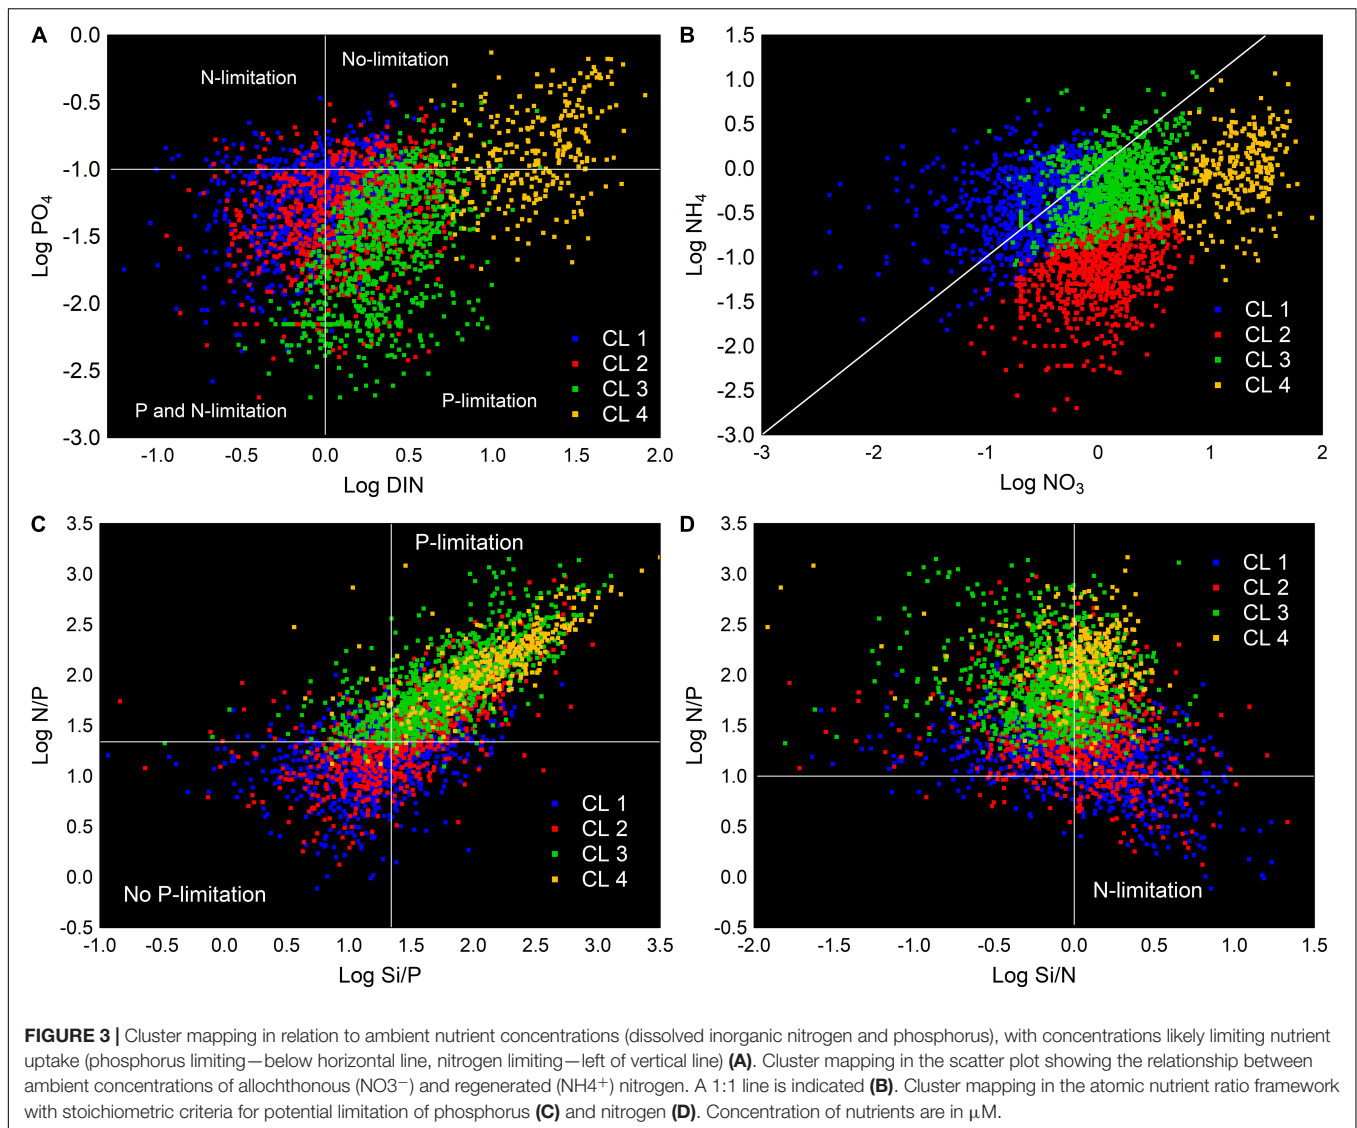 A
0.0
-0.5
-1.0
-1.5
-2.0
-2.5
-3.0
Log PO4
N-limitation
No-limitation
P and N-limitation
P-limitation
CL 1
CL 2
CL 3
CL 4
-1.0 -0.5 0.0 0.5 1.0 1.5 2.0
Log DIN
B
1.5
1.0
0.5
0.0
-0.5
-1.0
-1.5
-2.0
-2.5
-3.0
Log NH4
CL 1
CL 2
CL 3
CL 4
-3 -2 -1 0 1 2
Log NO3
C
3.5
3.0
2.5
2.0
1.5
1.0
0.5
0.0
-0.5
Log N/P
P-limitation
No P-limitation
CL 1
CL 2
CL 3
CL 4
-1.0 -0.5 0.0 0.5 1.0 1.5 2.0 2.5 3.0 3.5
Log Si/P
D
3.5
3.0
2.5
2.0
1.5
1.0
0.5
0.0
-0.5
Log N/P
CL 1
CL 2
CL 3
CL 4
N-limitation
-2.0 -1.5 -1.0 -0.5 0.0 0.5 1.0 1.5
Log Si/N
FIGURE 3 | Cluster mapping in relation to ambient nutrient concentrations (dissolved inorganic nitrogen and phosphorus), with concentrations likely limiting nutrient
uptake (phosphorus limiting—below horizontal line, nitrogen limiting—left of vertical line) (A). Cluster mapping in the scatter plot showing the relationship between
ambient concentrations of allochthonous (NO3−) and regenerated (NH4+) nitrogen. A 1:1 line is indicated (B). Cluster mapping in the atomic nutrient ratio framework
with stoichiometric criteria for potential limitation of phosphorus (C) and nitrogen (D). Concentration of nutrients are in μM.